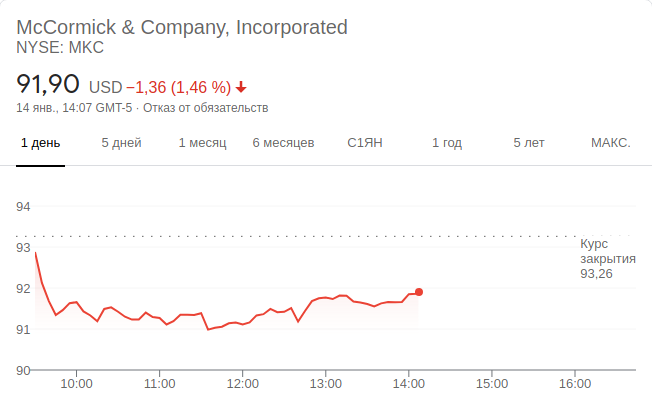 McCormick & Company, Incorporated
NYSE: MKC
91,90 USD −1,36 (1,46 %)
14 янв., 14:07 GMT-5 · Отказ от обязательств
1 день 5 дней 1 месяц 6 месяцев С1ЯН 1 год 5 лет МАКС.
94
93
92
91
90
Курс
закрытия
93,26
10:00 11:00 12:00 13:00 14:00 15:00 16:00